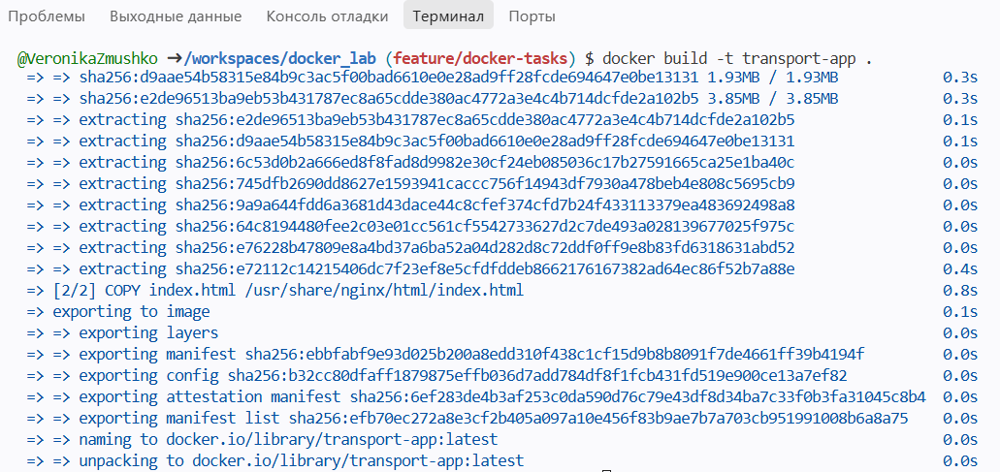 Проблемы Выходные данные Консоль отладки Терминал Порты
@VeronikaZmushko ➜/workspaces/docker_lab (feature/docker-tasks) $ docker build -t transport-app .
=> => sha256:d9aae54b58315e84b9c3ac5f00bad6610e0e28ad9ff28fcde694647e0be13131 1.93MB / 1.93MB 0.3s
=> => sha256:e2de96513ba9eb53b431787ec8a65cdde380ac4772a3e4c4b714dcfde2a102b5 3.85MB / 3.85MB 0.3s
=> => extracting sha256:e2de96513ba9eb53b431787ec8a65cdde380ac4772a3e4c4b714dcfde2a102b5 0.1s
=> => extracting sha256:d9aae54b58315e84b9c3ac5f00bad6610e0e28ad9ff28fcde694647e0be13131 0.1s
=> => extracting sha256:6c53d0b2a666ed8f8fad8d9982e30cf24eb085036c17b27591665ca25e1ba40c 0.0s
=> => extracting sha256:745dfb2690dd8627e1593941caccc756f14943df7930a478beb4e808c5695cb9 0.0s
=> => extracting sha256:9a9a644fdd6a3681d43dace44c8cfef374cfd7b24f433113379ea483692498a8 0.0s
=> => extracting sha256:64c8194480fee2c03e01cc561cf5542733627d2c7de493a028139677025f975c 0.0s
=> => extracting sha256:e76228b47809e8a4bd37a6ba52a04d282d8c72ddf0ff9e8b83fd6318631abd52 0.0s
=> => extracting sha256:e72112c14215406dc7f23ef8e5cfdfddeb8662176167382ad64ec86f52b7a88e 0.4s
=> [2/2] COPY index.html /usr/share/nginx/html/index.html 0.8s
=> exporting to image 0.1s
=> => exporting layers 0.0s
=> => exporting manifest sha256:ebbfabf9e93d025b200a8edd310f438c1cf15d9b8b8091f7de4661ff39b4194f 0.0s
=> => exporting config sha256:b32cc80dfaff1879875effb036d7add784df8f1fcb431fd519e900ce13a7ef82 0.0s
=> => exporting attestation manifest sha256:6ef283de4b3af253c0da590d76c79e43df8d34ba7c33f0b3fa31045c8b4 0.0s
=> => exporting manifest list sha256:efb70ec272a8e3cf2b405a097a10e456f83b9ae7b7a703cb951991008b6a8a75 0.0s
=> => naming to docker.io/library/transport-app:latest 0.0s
=> => unpacking to docker.io/library/transport-app:latest 0.0s